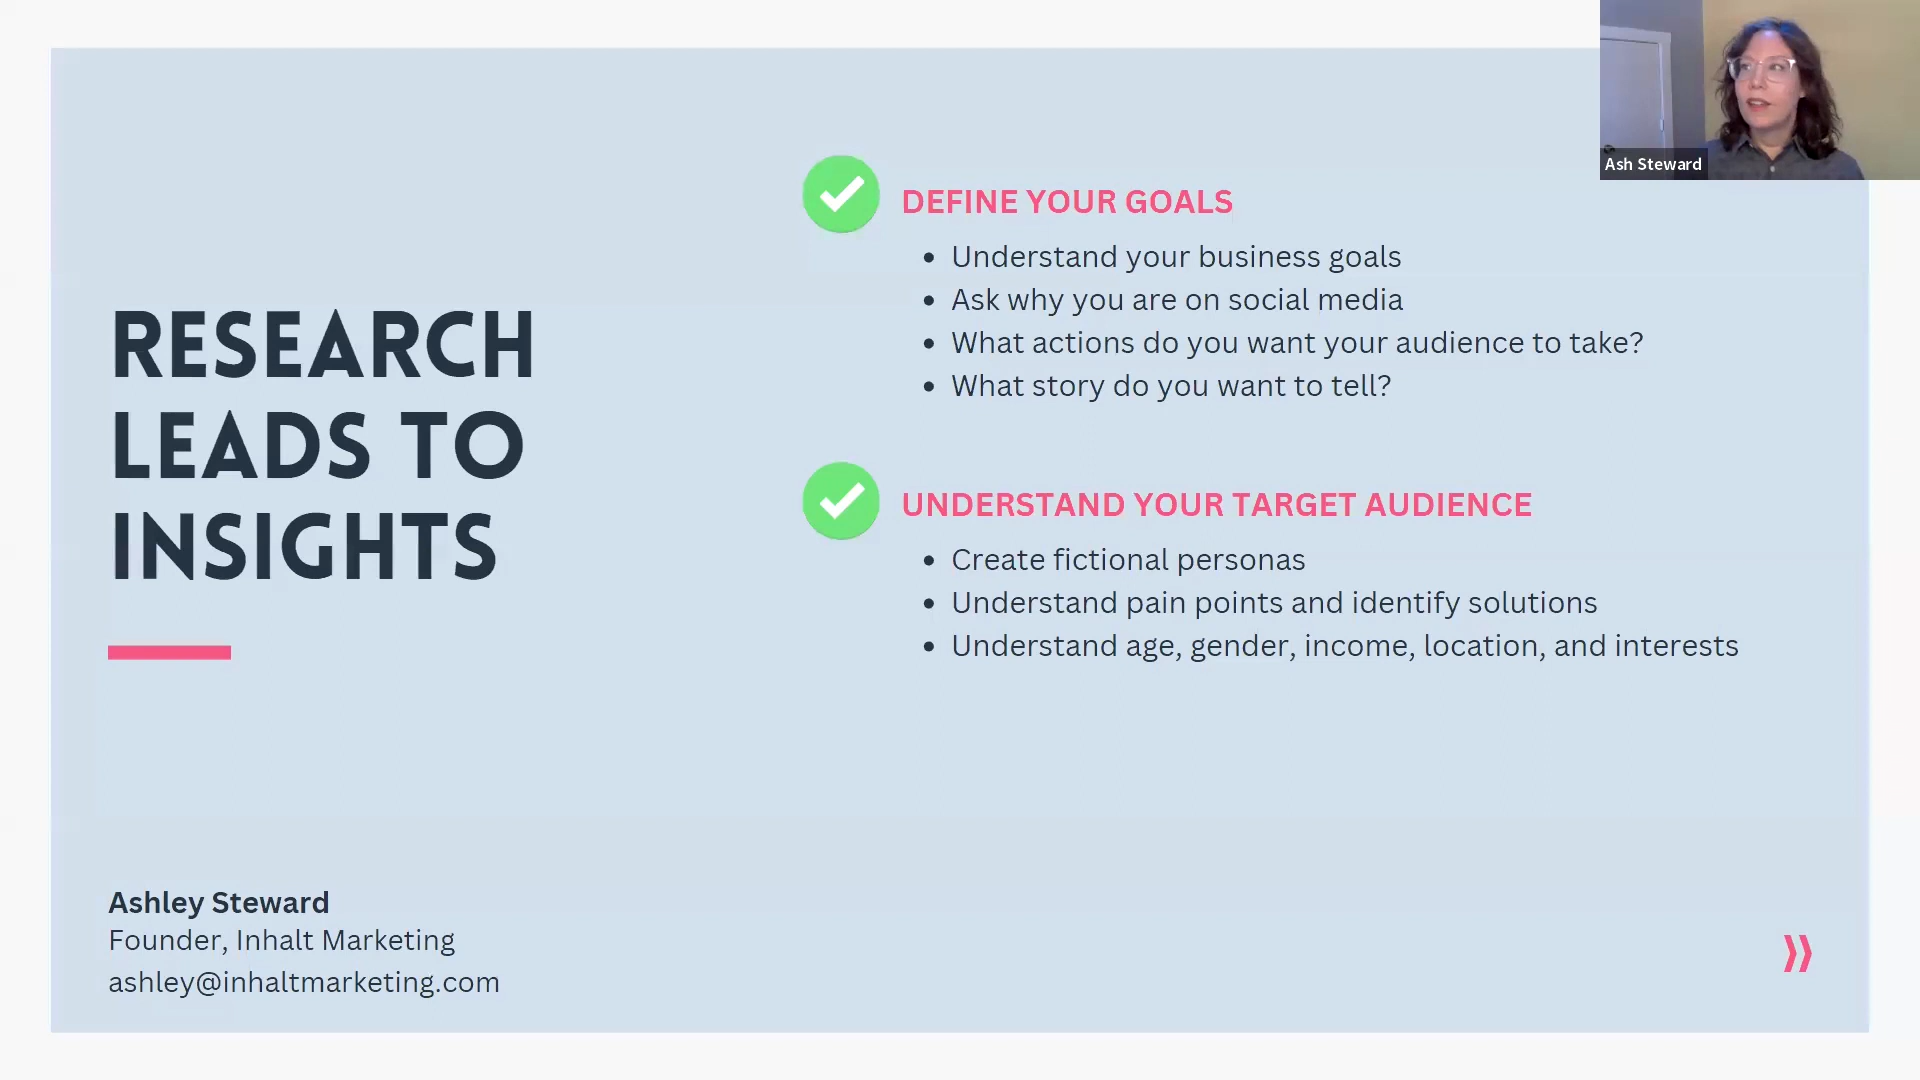 RESEARCH
LEADS TO
INSIGHTS
Ashley Steward
Founder, Inhalt Marketing
ashley@inhaltmarketing.com
DEFINE YOUR GOALS
• Understand your business goals
• Ask why you are on social media
• What actions do you want your audience to take?
• What story do you want to tell?
UNDERSTAND YOUR TARGET AUDIENCE
• Create fictional personas
• Understand pain points and identify solutions
• Understand age, gender, income, location, and interests
Ash Steward